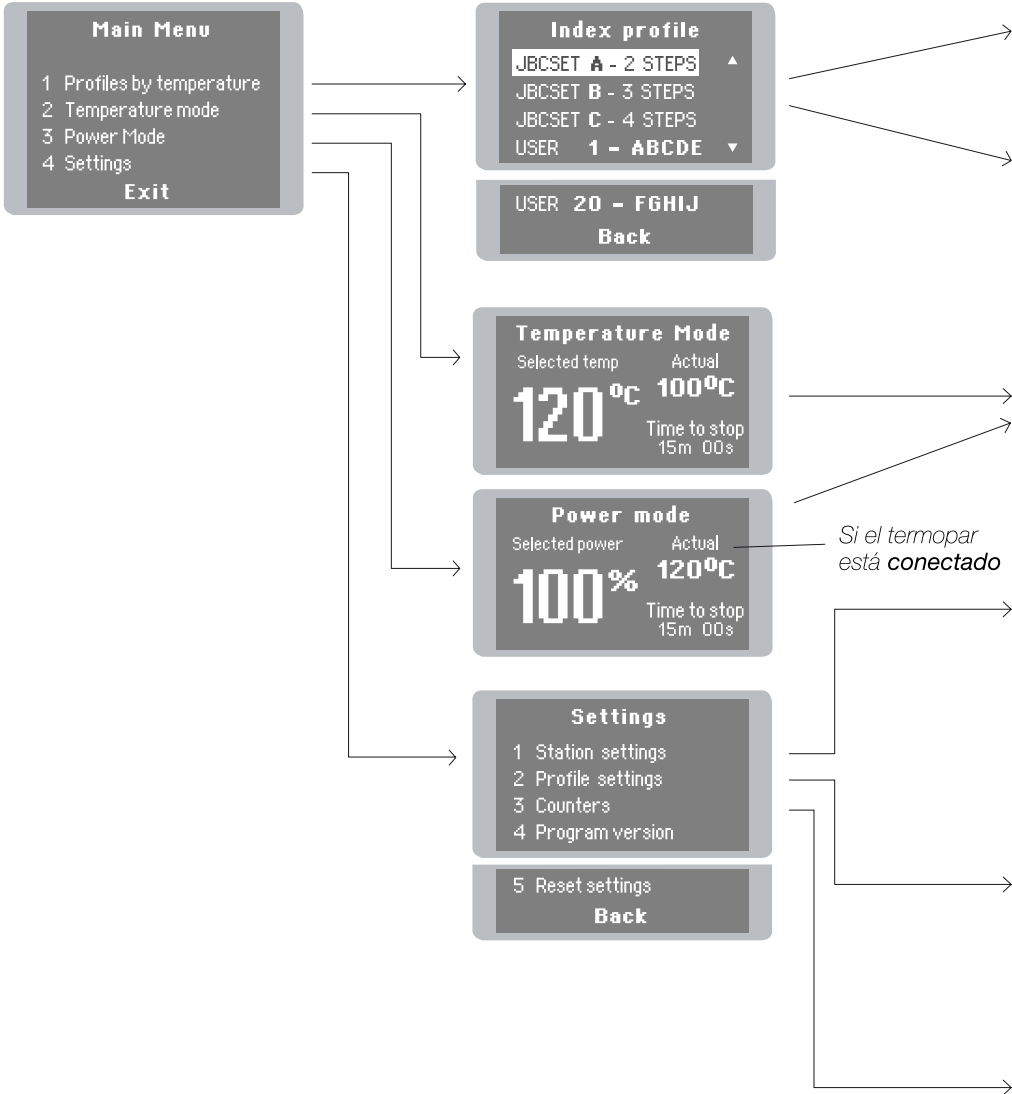 Main Menu
1 Profiles by temperature
2 Temperature mode
3 Power Mode
4 Settings
Exit
Index profile
JBCSET A - 2 STEPS
JBCSET B - 3 STEPS
JBCSET C - 4 STEPS
USER 1 - ABCDE
USER 20 - FGHIJ
Back
Temperature Mode
Selected temp Actual
120ºC 100ºC
Time to stop
15m 00s
Power mode
Selected power Actual
100% 120ºC
Time to stop
15m 00s
Si el termopar
está conectado
Settings
1 Station settings
2 Profile settings
3 Counters
4 Program version
5 Reset settings
Back